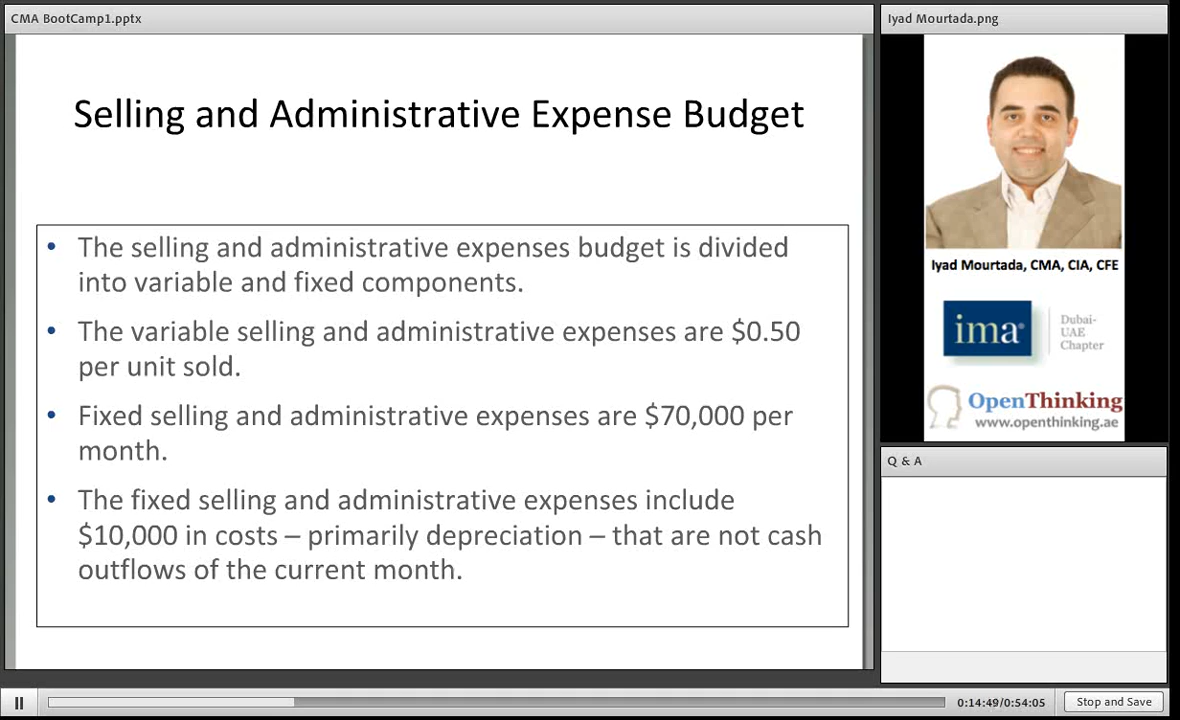 CMA BootCamp1.pptx
Selling and Administrative Expense Budget
• The selling and administrative expenses budget is divided
into variable and fixed components.
• The variable selling and administrative expenses are $0.50
per unit sold.
• Fixed selling and administrative expenses are $70,000 per
month.
• The fixed selling and administrative expenses include
$10,000 in costs – primarily depreciation – that are not cash
outflows of the current month.
Iyad Mourtada.png
Iyad Mourtada, CMA, CIA, CFE
ima®
Dubai-
UAE
Chapter
OpenThinking
www.openthinking.ae
Q & A
0:14:49/0:54:05
Stop and Save